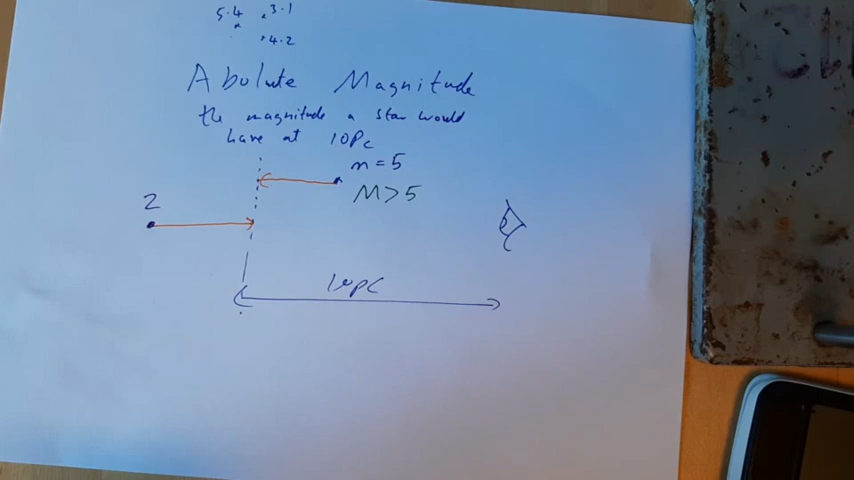 5.4 3.1
4.2
Abolute Magnitude
the magnitude a star would
have at 10Pc
m = 5
M > 5
2
10PC